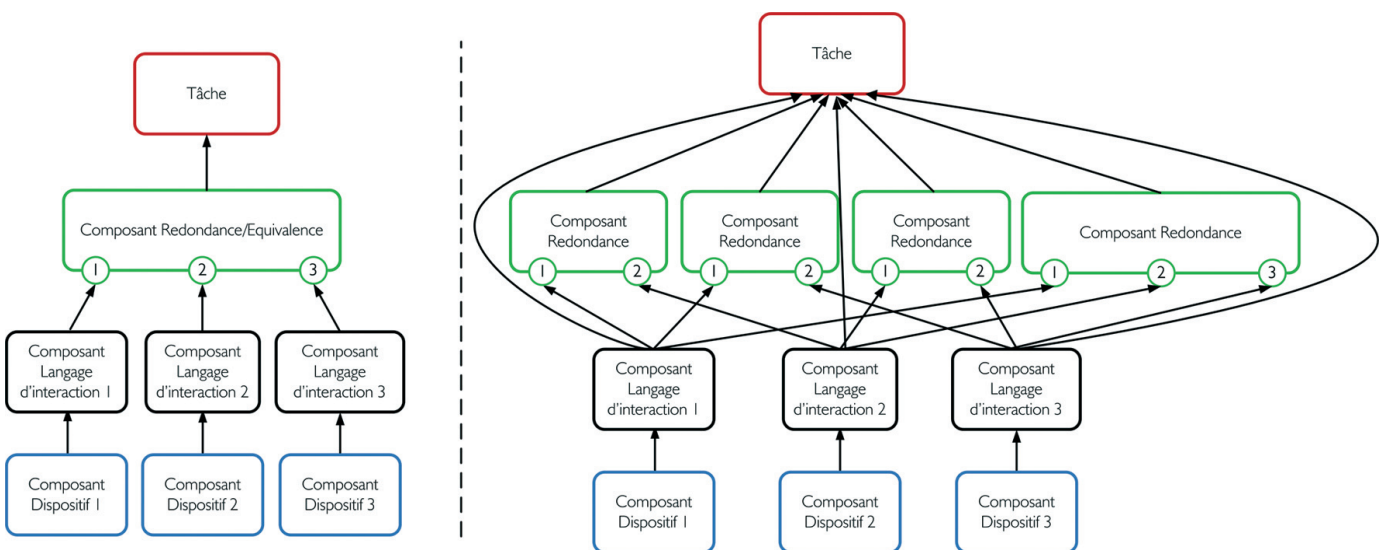 Tâche
Composant Redondance/Equivalence
1
2
3
Composant
Langage
d'interaction 1
Composant
Langage
d'interaction 2
Composant
Langage
d'interaction 3
Composant
Dispositif 1
Composant
Dispositif 2
Composant
Dispositif 3
Tâche
Composant
Redondance
1
2
Composant
Redondance
1
2
Composant
Redondance
1
2
Composant Redondance
1
2
3
Composant
Langage
d'interaction 1
Composant
Langage
d'interaction 2
Composant
Langage
d'interaction 3
Composant
Dispositif 1
Composant
Dispositif 2
Composant
Dispositif 3